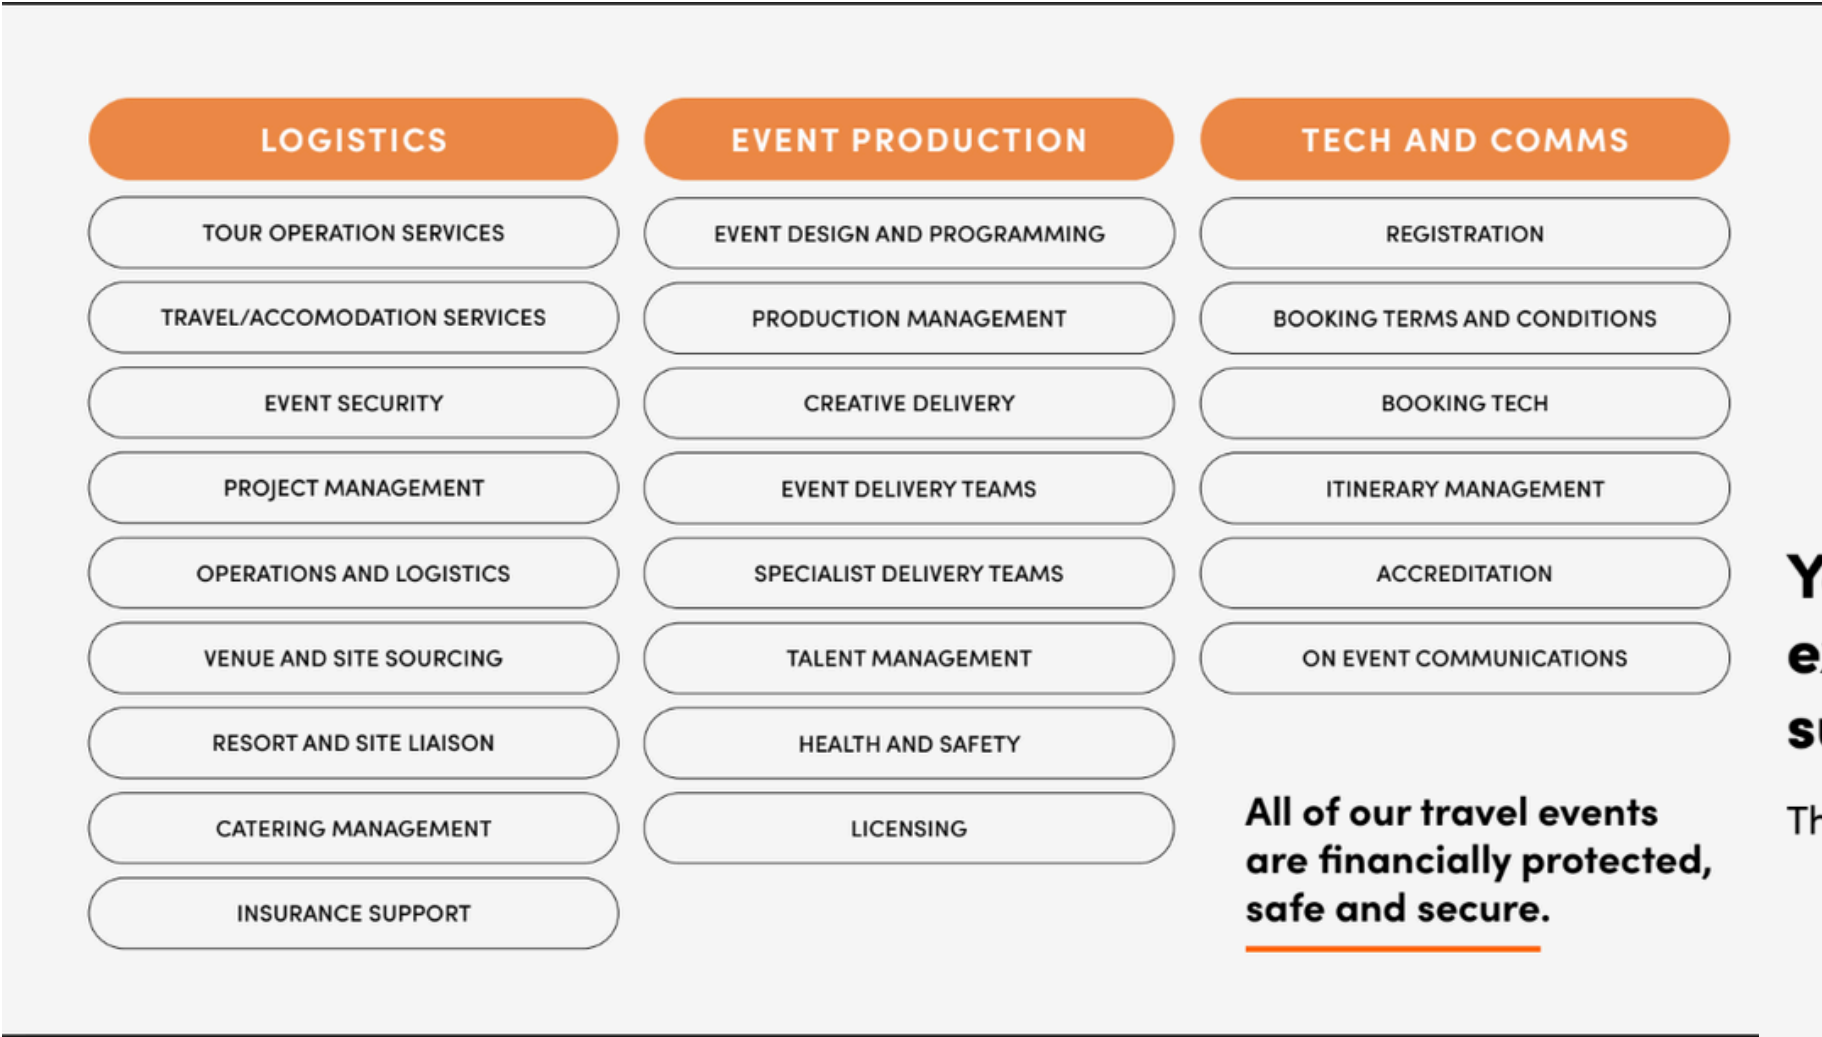 LOGISTICS
TOUR OPERATION SERVICES
TRAVEL/ACCOMODATION SERVICES
EVENT SECURITY
PROJECT MANAGEMENT
OPERATIONS AND LOGISTICS
VENUE AND SITE SOURCING
RESORT AND SITE LIAISON
CATERING MANAGEMENT
INSURANCE SUPPORT
EVENT PRODUCTION
EVENT DESIGN AND PROGRAMMING
PRODUCTION MANAGEMENT
CREATIVE DELIVERY
EVENT DELIVERY TEAMS
SPECIALIST DELIVERY TEAMS
TALENT MANAGEMENT
HEALTH AND SAFETY
LICENSING
TECH AND COMMS
REGISTRATION
BOOKING TERMS AND CONDITIONS
BOOKING TECH
ITINERARY MANAGEMENT
ACCREDITATION
ON EVENT COMMUNICATIONS
All of our travel events
are financially protected,
safe and secure.